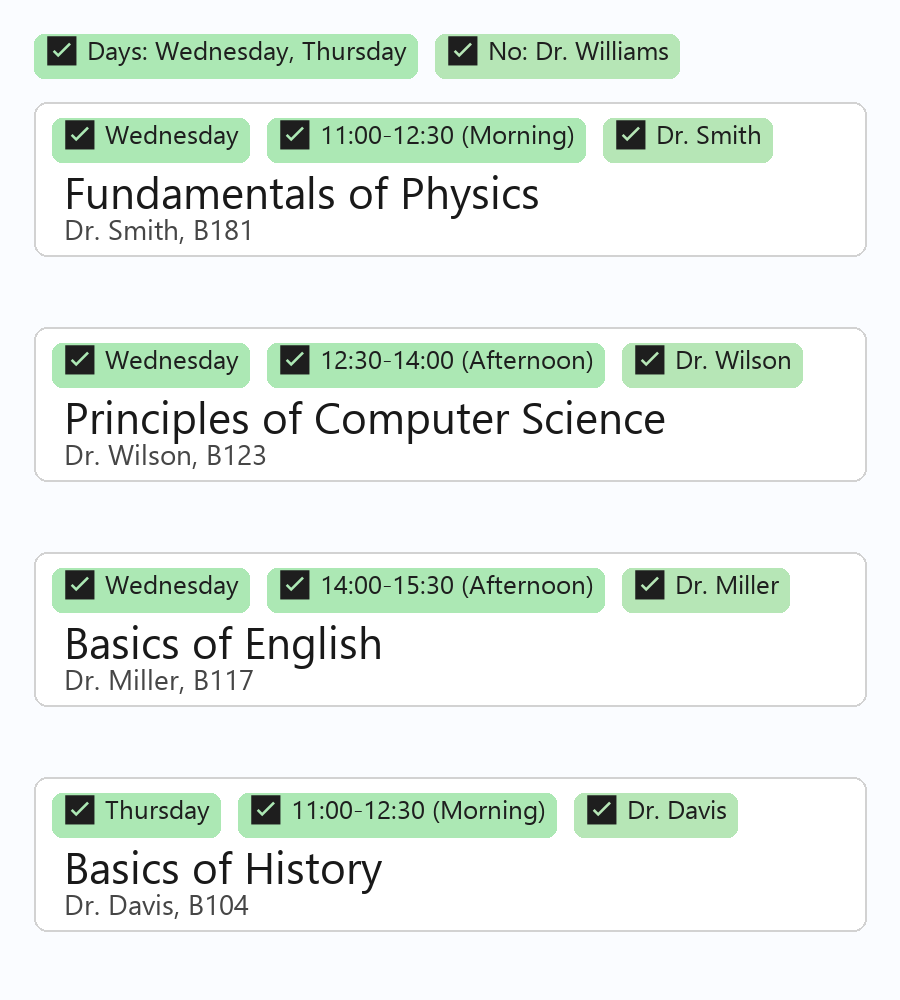 Days: Wednesday, Thursday No: Dr. Williams
Wednesday 11:00-12:30 (Morning) Dr. Smith
Fundamentals of Physics
Dr. Smith, B181
Wednesday 12:30-14:00 (Afternoon) Dr. Wilson
Principles of Computer Science
Dr. Wilson, B123
Wednesday 14:00-15:30 (Afternoon) Dr. Miller
Basics of English
Dr. Miller, B117
Thursday 11:00-12:30 (Morning) Dr. Davis
Basics of History
Dr. Davis, B104